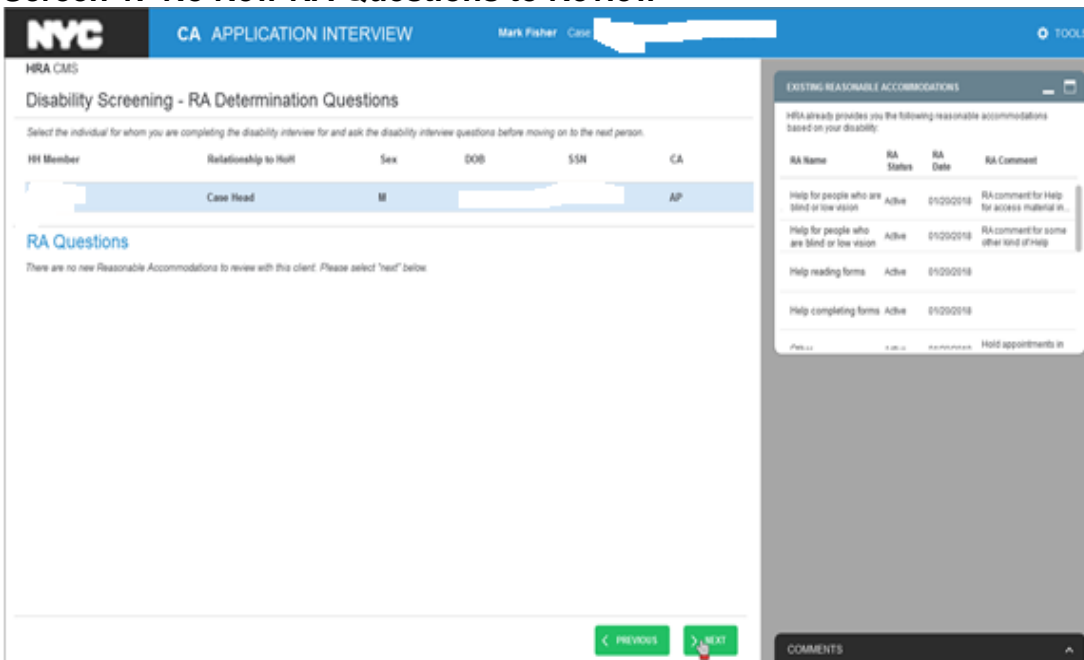 NYC
CA APPLICATION INTERVIEW
Mark Fisher Case
TOOLS
HRA CMS
Disability Screening - RA Determination Questions
Select the individual for whom you are completing the disability interview for and ask the disability interview questions before moving on to the next person.
HH Member Relationship to HoH Sex DOB SSN CA
Case Head M AP
RA Questions
There are no new Reasonable Accommodations to review with this client. Please select "next" below.
PREVIOUS NEXT
EXISTING REASONABLE ACCOMMODATIONS
HRA already provides you the following reasonable accommodations
based on your disability:
RA Name RA Status RA Date RA Comment
Help for people who are blind or low vision Active 01/20/2018 RA comment for Help for access material in...
Help for people who are blind or low vision Active 01/20/2018 RA comment for some other kind of Help
Help reading forms Active 01/20/2018
Help completing forms Active 01/20/2018
Hold appointments in
COMMENTS